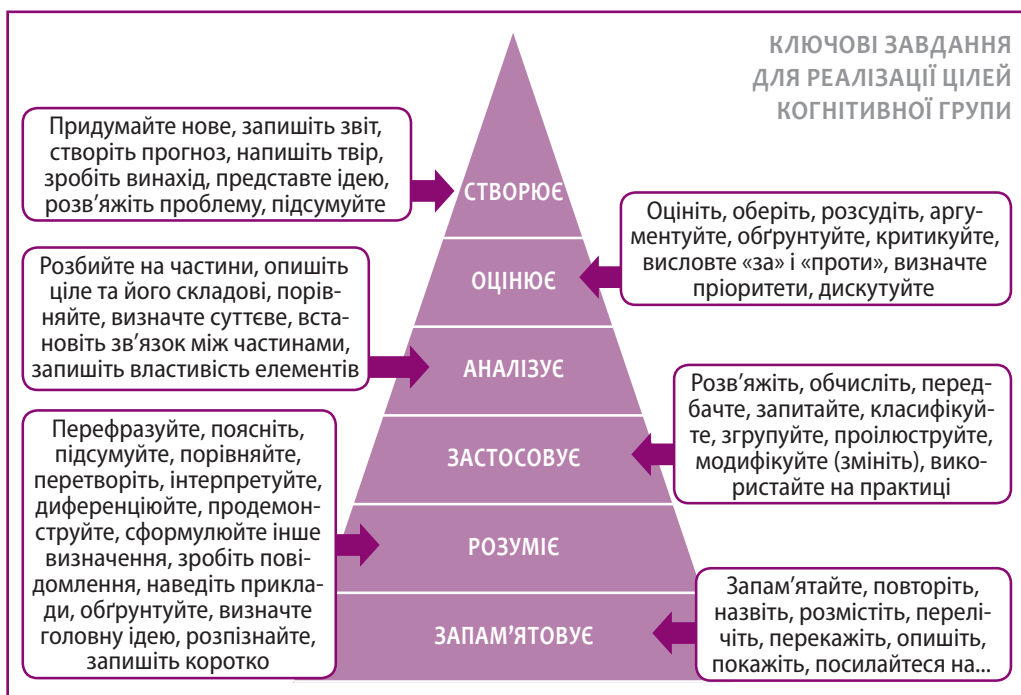 КЛЮЧОВІ ЗАВДАННЯ
ДЛЯ РЕАЛІЗАЦІЇ ЦІЛЕЙ
КОГНІТИВНОЇ ГРУПИ
Придумайте нове, запишіть звіт,
створіть прогноз, напишіть твір,
зробіть винахід, представте ідею,
розв’яжіть проблему, підсумуйте
СТВОРЮЄ
Оцініть, оберіть, розсудіть, аргу-
ментуйте, обґрунтуйте, критикуйте,
висловте «за» і «проти», визначте
пріоритети, дискутуйте
ОЦІНЮЄ
Розбийте на частини, опишіть
ціле та його складові, порів-
няйте, визначте суттєве, вста-
новіть зв’язок між частинами,
запишіть властивість елементів
АНАЛІЗУЄ
Розв’яжіть, обчисліть, перед-
бачте, запитайте, класифікуй-
те, згрупуйте, проілюструйте,
модифікуйте (змініть), вико-
ристайте на практиці
ЗАСТОСОВУЄ
Перефразуйте, поясніть,
підсумуйте, порівняйте,
перетворіть, інтерпретуйте,
диференціюйте, продемон-
струйте, сформулюйте інше
визначення, зробіть пові-
домлення, наведіть прикла-
ди, обґрунтуйте, визначте
головну ідею, розпізнайте,
запишіть коротко
РОЗУМІЄ
Запам’ятайте, повторіть,
назвіть, розмістіть, перелі-
чіть, перекажіть, опишіть,
покажіть, посилайтеся на...
ЗАПАМ’ЯТОВУЄ